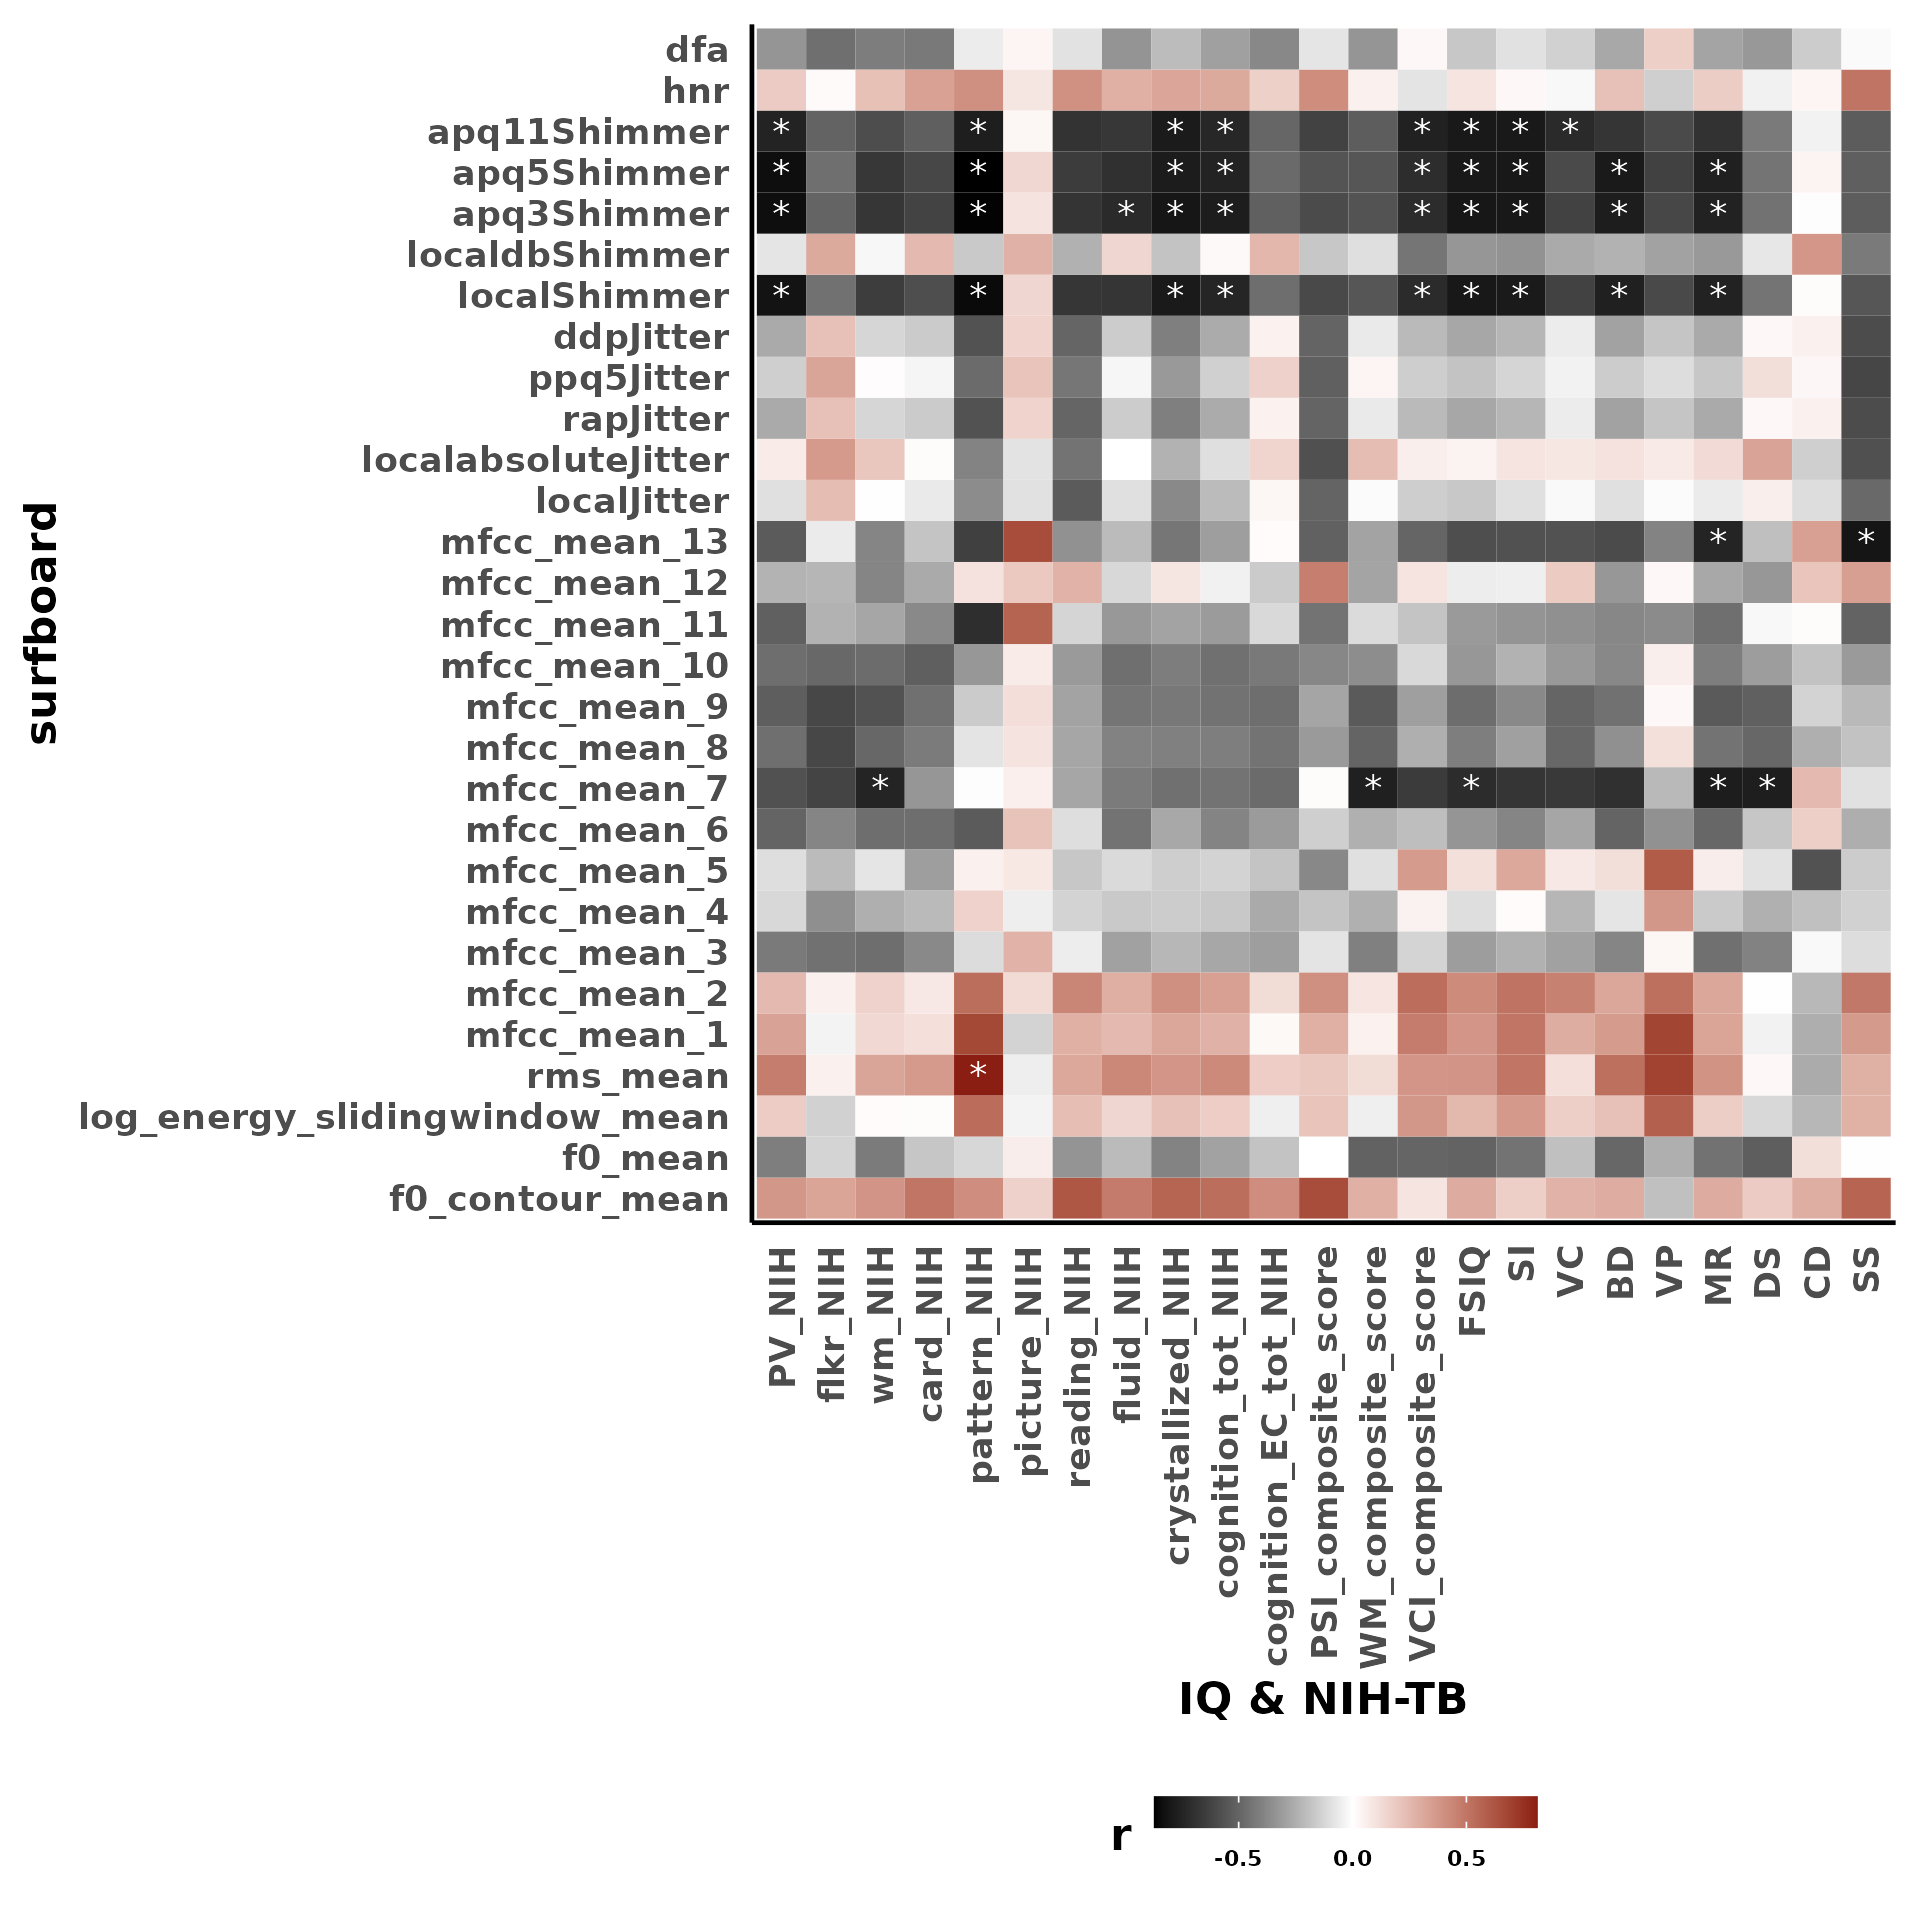 surfboard
dfa
hnr
apq11Shimmer * * * * * * * *
apq5Shimmer * * * * * * * * *
apq3Shimmer * * * * * * * * * *
localdbShimmer
localShimmer * * * * * * * * *
ddpJitter
ppq5Jitter
rapJitter
localabsoluteJitter
localJitter
mfcc_mean_13 * *
mfcc_mean_12
mfcc_mean_11
mfcc_mean_10
mfcc_mean_9
mfcc_mean_8
mfcc_mean_7 * * * * *
mfcc_mean_6
mfcc_mean_5
mfcc_mean_4
mfcc_mean_3
mfcc_mean_2
mfcc_mean_1
rms_mean *
log_energy_slidingwindow_mean
f0_mean
f0_contour_mean
PV_NIH
flkr_NIH
wm_NIH
card_NIH
pattern_NIH
picture_NIH
reading_NIH
fluid_NIH
crystallized_NIH
cognition_tot_NIH
cognition_EC_tot_NIH
PSI_composite_score
WM_composite_score
VCI_composite_score
FSIQ
SI
VC
BD
VP
MR
DS
CD
SS
IQ & NIH-TB
r
-0.5 0.0 0.5